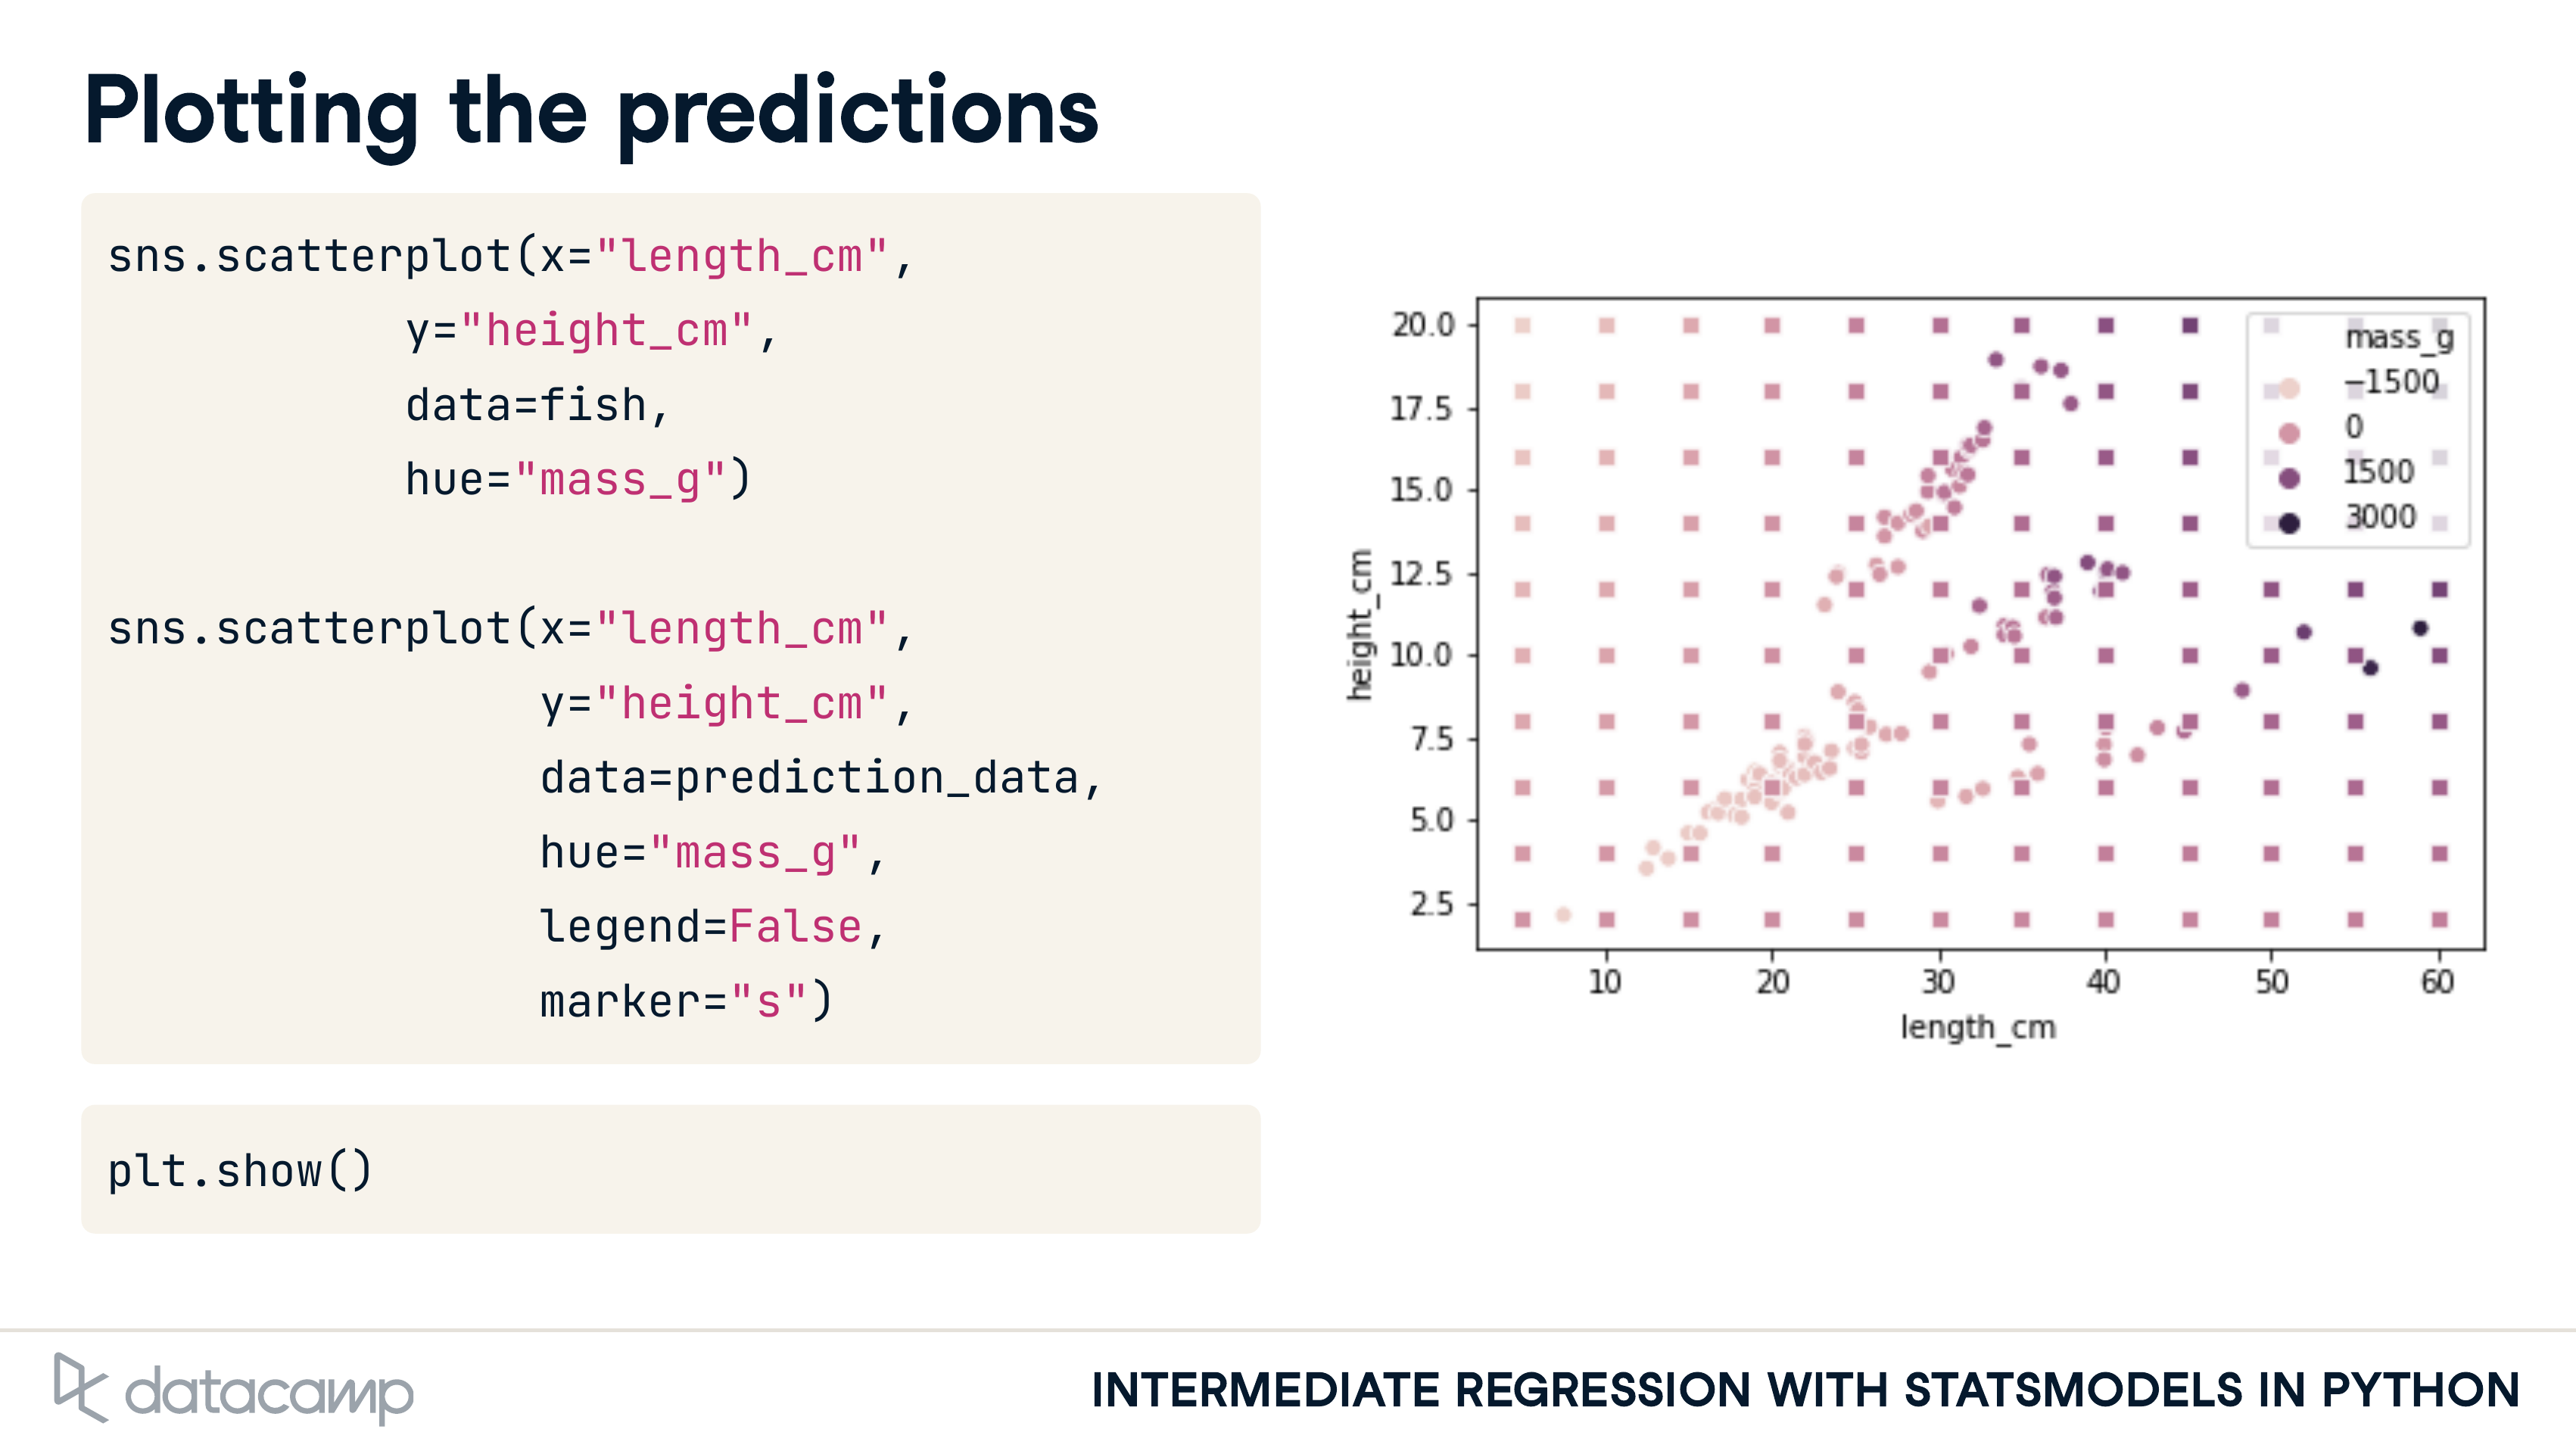 Plotting the predictions
sns.scatterplot(x="length_cm",
y="height_cm",
data=fish,
hue="mass_g")
sns.scatterplot(x="length_cm",
y="height_cm",
data=prediction_data,
hue="mass_g",
legend=False,
marker="s")
plt.show()
20.0
17.5
15.0
12.5
10.0
7.5
5.0
2.5
height_cm
mass_g
−1500
0
1500
3000
10 20 30 40 50 60
length_cm
datacamp
INTERMEDIATE REGRESSION WITH STATSMODELS IN PYTHON